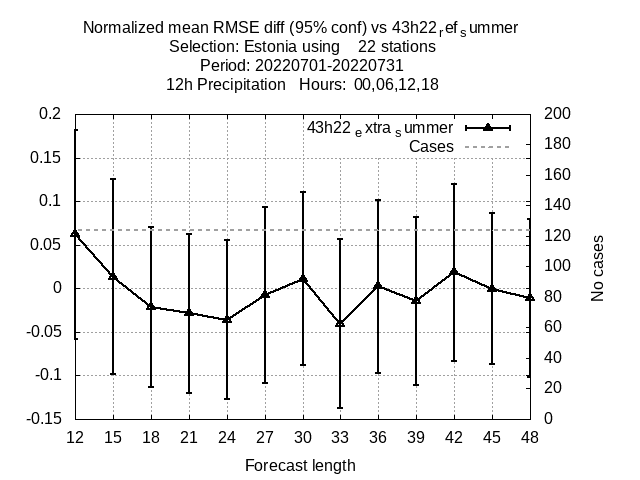 Normalized mean RMSE diff (95% conf) vs 43h22refsummer
Selection: Estonia using    22 stations
Period: 20220701-20220731
12h Precipitation   Hours: 00,06,12,18
43h22extrasummer
Cases
0.2
0.15
0.1
0.05
0
-0.05
-0.1
-0.15
200
180
160
140
120
100
80
60
40
20
0
No cases
12 15 18 21 24 27 30 33 36 39 42 45 48
Forecast length